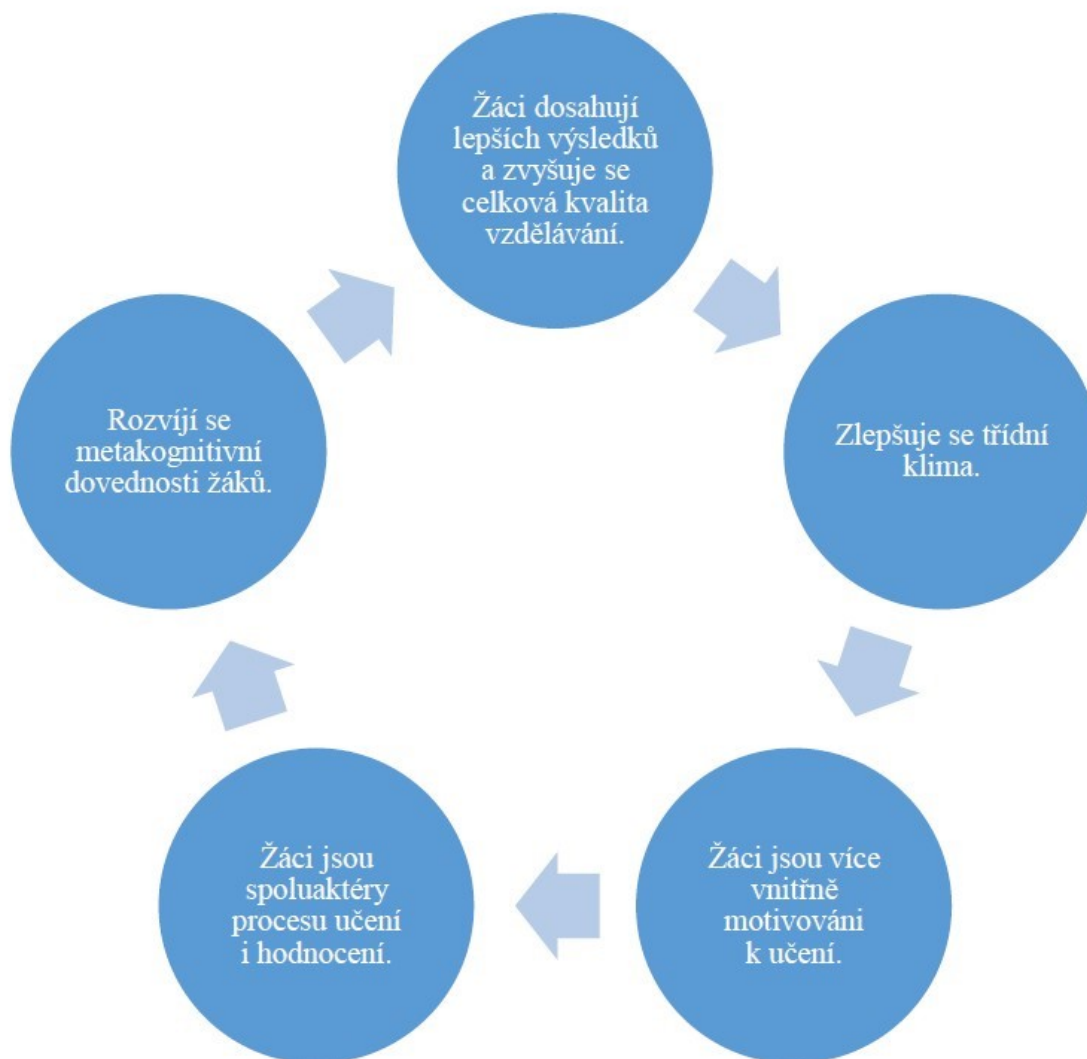 Žáci dosahují
lepších výsledků
a zvyšuje se
celková kvalita
vzdělávání.
Zlepšuje se třídní
klima.
Žáci jsou více
vnitřně
motivováni
k učení.
Žáci jsou
spoluaktéry
procesu učení
i hodnocení.
Rozvíjí se
metakognitivní
dovednosti žáků.